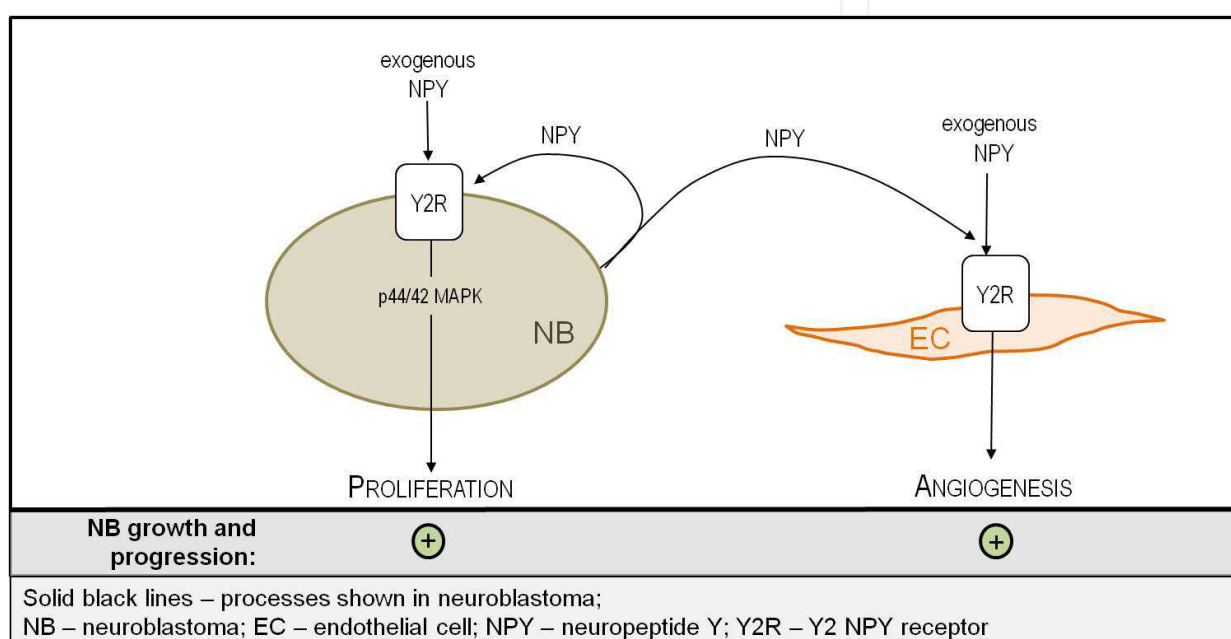 exogenous
NPY
NPY
NPY
exogenous
NPY
Y2R
p44/42 MAPK
NB
Y2R
EC
PROLIFERATION
ANGIOGENESIS
NB growth and
progression:
+
+
Solid black lines – processes shown in neuroblastoma;
NB – neuroblastoma; EC – endothelial cell; NPY – neuropeptide Y; Y2R – Y2 NPY receptor